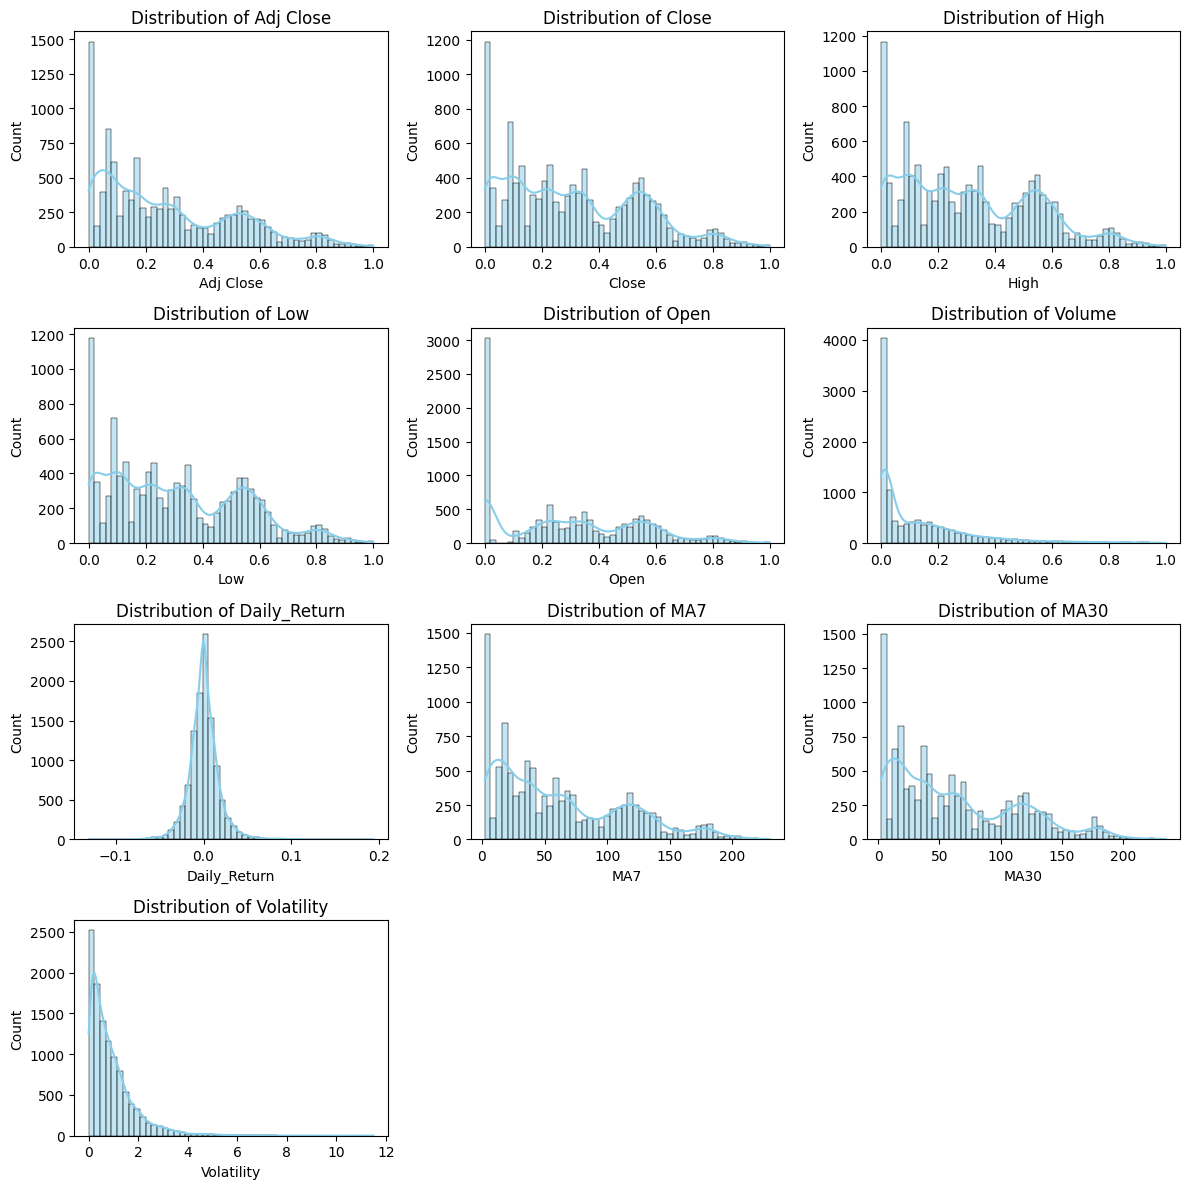 Distribution of Adj Close
Distribution of Close
Distribution of High
1500
1250
1000
750
500
250
0
Count
0.0 0.2 0.4 0.6 0.8 1.0
Adj Close
1200
1000
800
600
400
200
0
Count
0.0 0.2 0.4 0.6 0.8 1.0
Close
1200
1000
800
600
400
200
0
Count
0.0 0.2 0.4 0.6 0.8 1.0
High
Distribution of Low
Distribution of Open
Distribution of Volume
1200
1000
800
600
400
200
0
Count
0.0 0.2 0.4 0.6 0.8 1.0
Low
3000
2500
2000
1500
1000
500
0
Count
0.0 0.2 0.4 0.6 0.8 1.0
Open
4000
3000
2000
1000
0
Count
0.0 0.2 0.4 0.6 0.8 1.0
Volume
Distribution of Daily_Return
Distribution of MA7
Distribution of MA30
2500
2000
1500
1000
500
0
Count
−0.1 0.0 0.1 0.2
Daily_Return
1500
1250
1000
750
500
250
0
Count
0 50 100 150 200
MA7
1500
1250
1000
750
500
250
0
Count
0 50 100 150 200
MA30
Distribution of Volatility
2500
2000
1500
1000
500
0
Count
0 2 4 6 8 10 12
Volatility